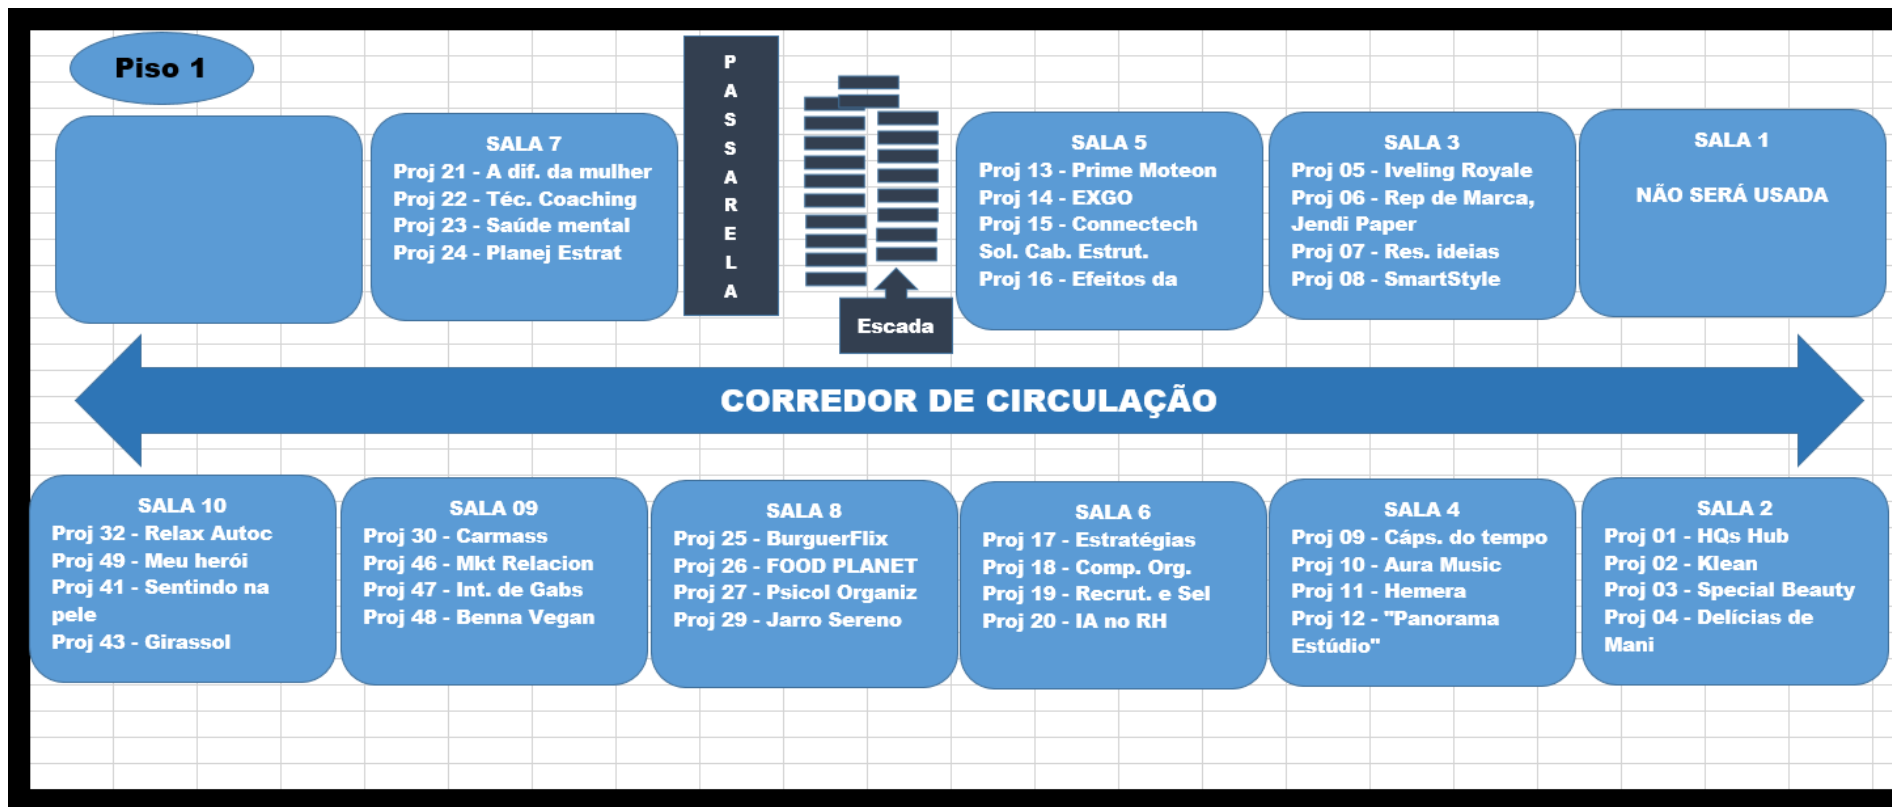 Piso 1
P
A
S
S
A
R
E
L
A
SALA 7
Proj 21 - A dif. da mulher
Proj 22 - Téc. Coaching
Proj 23 - Saúde mental
Proj 24 - Planej Estrat
Escada
SALA 5
Proj 13 - Prime Moteon
Proj 14 - EXGO
Proj 15 - Connectech
Sol. Cab. Estrut.
Proj 16 - Efeitos da
SALA 3
Proj 05 - Iveling Royale
Proj 06 - Rep de Marca,
Jendi Paper
Proj 07 - Res. ideias
Proj 08 - SmartStyle
SALA 1
NÃO SERÁ USADA
CORREDOR DE CIRCULAÇÃO
SALA 10
Proj 32 - Relax Autoc
Proj 49 - Meu herói
Proj 41 - Sentindo na
pele
Proj 43 - Girassol
SALA 09
Proj 30 - Carmass
Proj 46 - Mkt Relacion
Proj 47 - Int. de Gabs
Proj 48 - Benna Vegan
SALA 8
Proj 25 - BurguerFlix
Proj 26 - FOOD PLANET
Proj 27 - Psicol Organiz
Proj 29 - Jarro Sereno
SALA 6
Proj 17 - Estratégias
Proj 18 - Comp. Org.
Proj 19 - Recrut. e Sel
Proj 20 - IA no RH
SALA 4
Proj 09 - Cáps. do tempo
Proj 10 - Aura Music
Proj 11 - Hemera
Proj 12 - "Panorama
Estúdio"
SALA 2
Proj 01 - HQs Hub
Proj 02 - Klean
Proj 03 - Special Beauty
Proj 04 - Delícias de
Mani